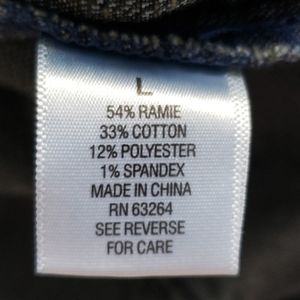 L
54% RAMIE
33% COTTON
12% POLYESTER
1% SPANDEX
MADE IN CHINA
RN 63264
SEE REVERSE
FOR CARE